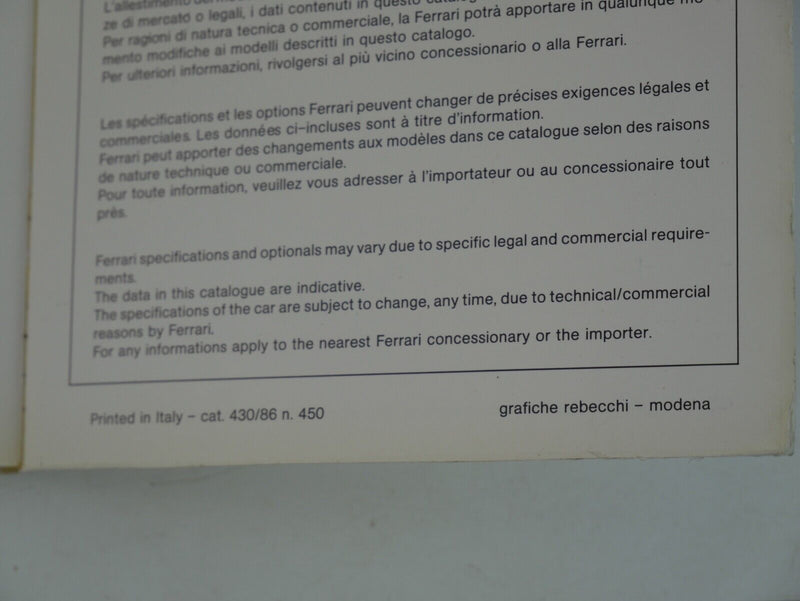 L'allestimento
ze di mercato o legali, i dati contenuti in questo
Per ragioni di natura tecnica o commerciale, la Ferrari potrà apportare in qualunque mo-
mento modifiche ai modelli descritti in questo catalogo.
Per ulteriori informazioni, rivolgersi al più vicino concessionario o alla Ferrari.
Les spécifications et les options Ferrari peuvent changer de précises exigences légales et
commerciales. Les données ci-incluses sont à titre d'information.
Ferrari peut apporter des changements aux modèles dans ce catalogue selon des raisons
de nature technique ou commerciale.
Pour toute information, veuillez vous adresser à l'importateur ou au concessionaire tout
près.
Ferrari specifications and optionals may vary due to specific legal and commercial require-
ments.
The data in this catalogue are indicative.
The specifications of the car are subject to change, any time, due to technical/commercial
reasons by Ferrari.
For any informations apply to the nearest Ferrari concessionary or the importer.
Printed in Italy - cat. 430/86 n. 450
grafiche rebecchi - modena